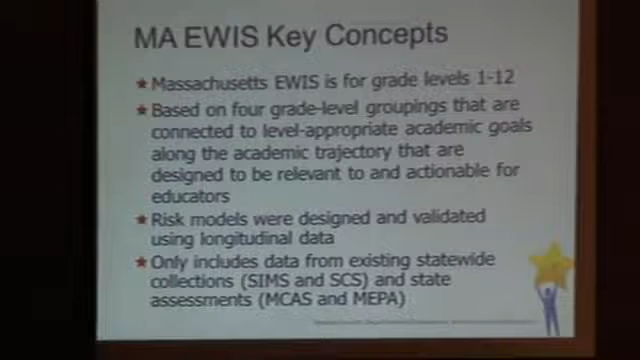 MA EWIS Key Concepts
Massachusetts EWIS is for grade levels 1-12
Based on four grade-level groupings that are
connected to level-appropriate academic goals
along the academic trajectory that are
designed to be relevant to and actionable for
educators
Risk models were designed and validated
using longitudinal data
Only includes data from existing statewide
collections (SIMS and SCS) and state
assessments (MCAS and MEPA)